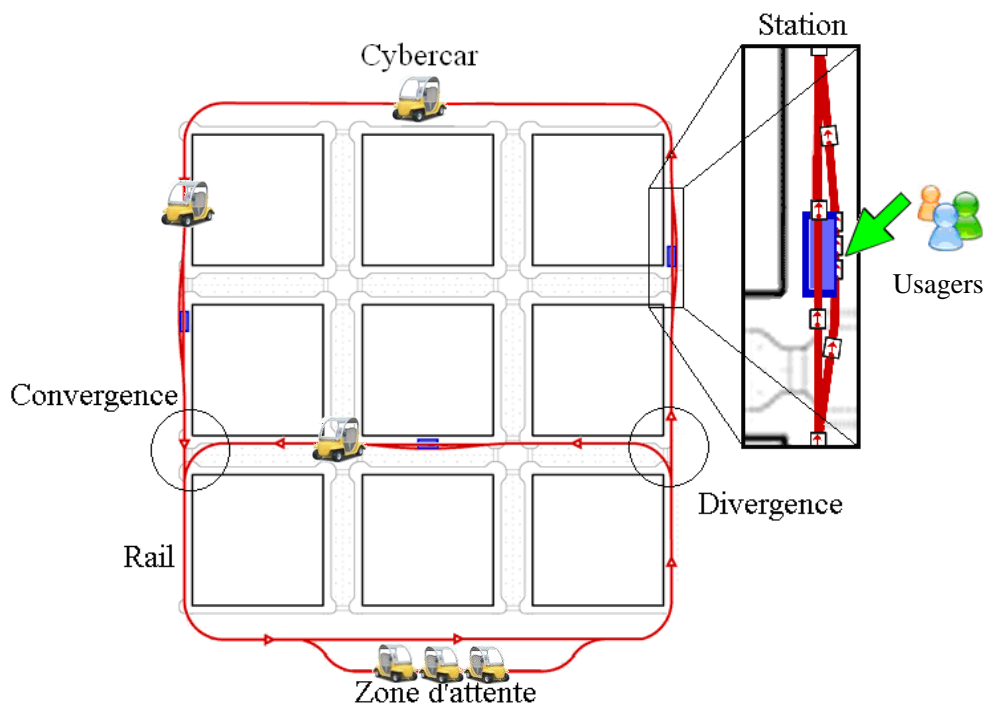 Station
Cybercar
Usagers
Convergence
Divergence
Rail
Zone d'attente